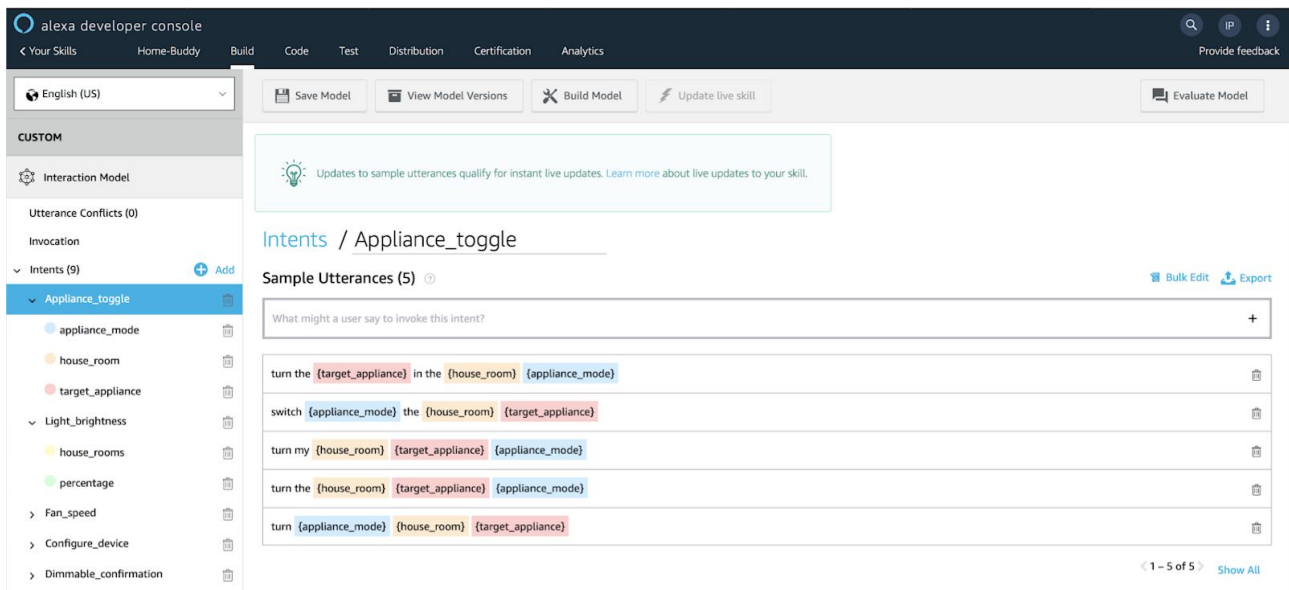 alexa developer console
IP
< Your Skills Home-Buddy Build Code Test Distribution Certification Analytics Provide feedback
English (US)
Save Model View Model Versions Build Model Update live skill Evaluate Model
CUSTOM
Interaction Model
Updates to sample utterances qualify for instant live updates. Learn more about live updates to your skill.
Utterance Conflicts (0)
Invocation
Intents (9) Add
Appliance_toggle
appliance_mode
house_room
target_appliance
Light_brightness
house_rooms
percentage
Fan_speed
Configure_device
Dimmable_confirmation
Intents / Appliance_toggle
Sample Utterances (5) ? Bulk Edit Export
What might a user say to invoke this intent? +
turn the {target_appliance} in the {house_room} {appliance_mode}
switch {appliance_mode} the {house_room} {target_appliance}
turn my {house_room} {target_appliance} {appliance_mode}
turn the {house_room} {target_appliance} {appliance_mode}
turn {appliance_mode} {house_room} {target_appliance}
< 1 – 5 of 5 > Show All